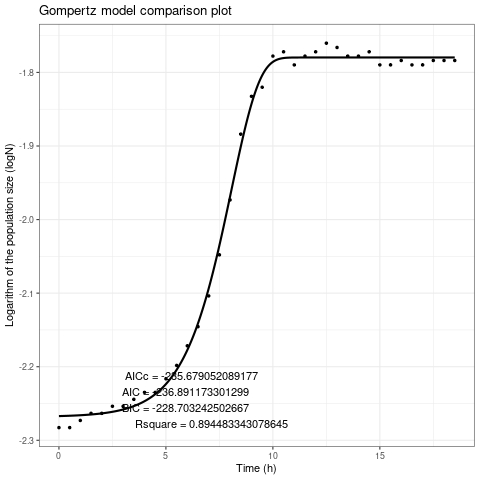 Gompertz model comparison plot
Logarithm of the population size (logN)
-1.8
-1.9
-2.0
-2.1
-2.2
-2.3
AICc = -235.679052089177
AIC = -236.891173301299
BIC = -228.703242502667
Rsquare = 0.894483343078645
0 5 10 15
Time (h)